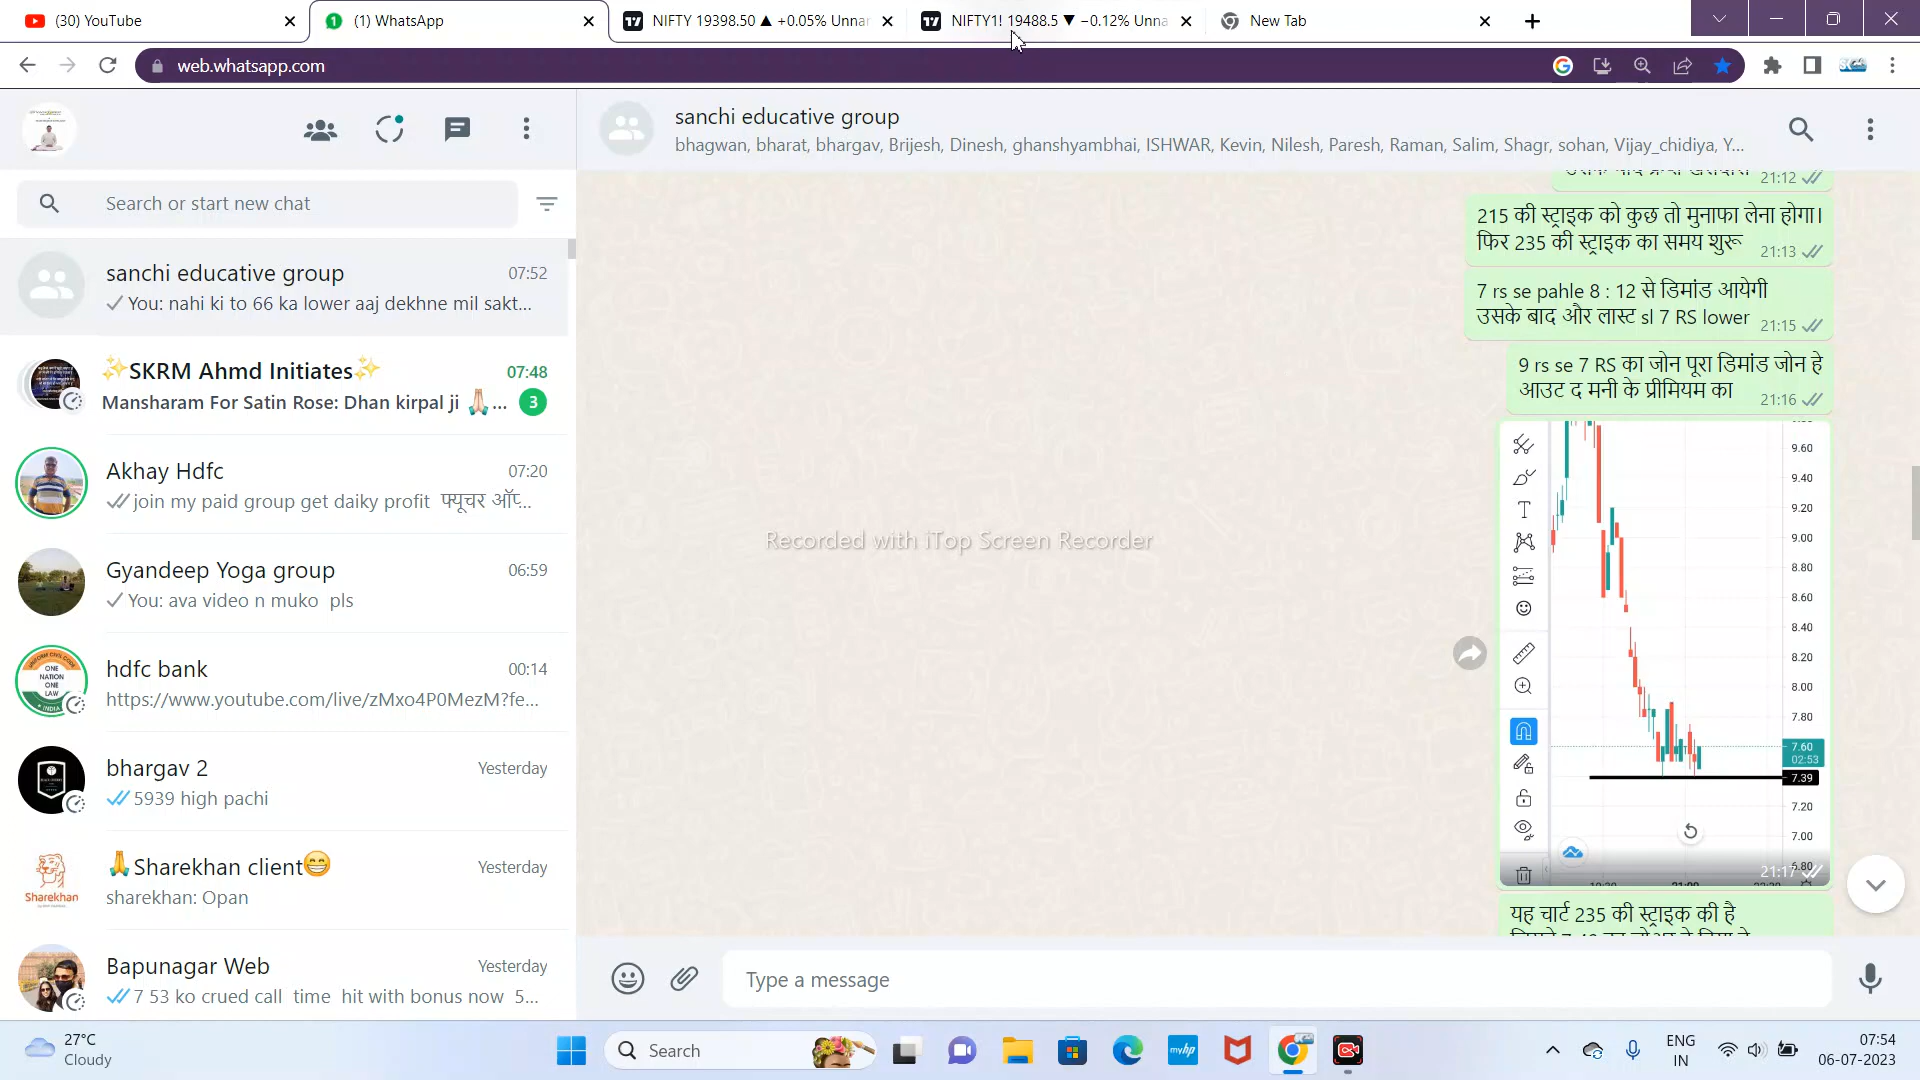 (30) YouTube
(1) WhatsApp
NIFTY 19398.50 ▲ +0.05% Unnar
NIFTY1! 19488.5 ▼ −0.12% Unna
New Tab
web.whatsapp.com
Search or start new chat
sanchi educative group
07:52
You: nahi ki to 66 ka lower aaj dekhne mil sakt...
✨SKRM Ahmd Initiates✨
07:48
Mansharam For Satin Rose: Dhan kirpal ji 🙏🏻...
3
Akhay Hdfc
07:20
join my paid group get daiky profit फ्यूचर ऑप्...
Gyandeep Yoga group
06:59
You: ava video n muko pls
hdfc bank
00:14
https://www.youtube.com/live/zMxo4P0MezM?fe...
ONE
NATION
ONE
LAW
INDIA
bhargav 2
Yesterday
5939 high pachi
🙏Sharekhan client😁
Yesterday
sharekhan: Opan
Sharekhan
Bapunagar Web
Yesterday
7 53 ko crued call time hit with bonus now 5...
sanchi educative group
bhagwan, bharat, bhargav, Brijesh, Dinesh, ghanshyambhai, ISHWAR, Kevin, Nilesh, Paresh, Raman, Salim, Shagr, sohan, Vijay_chidiya, Y...
21:12
215 की स्ट्राइक को कुछ तो मुनाफा लेना होगा।
फिर 235 की स्ट्राइक का समय शुरू
21:13
7 rs se pahle 8 : 12 से डिमांड आयेगी
उसके बाद और लास्ट sl 7 RS lower
21:15
9 rs se 7 RS का जोन पूरा डिमांड जोन हे
आउट द मनी के प्रीमियम का
21:16
9.60
9.40
9.20
9.00
8.80
8.60
8.40
8.20
8.00
7.80
7.60
02:53
7.39
7.20
7.00
6.80
21:17
यह चार्ट 235 की स्ट्राइक की है
Recorded with iTop Screen Recorder
Type a message
27°C
Cloudy
Search
myhp
ENG
IN
07:54
06-07-2023